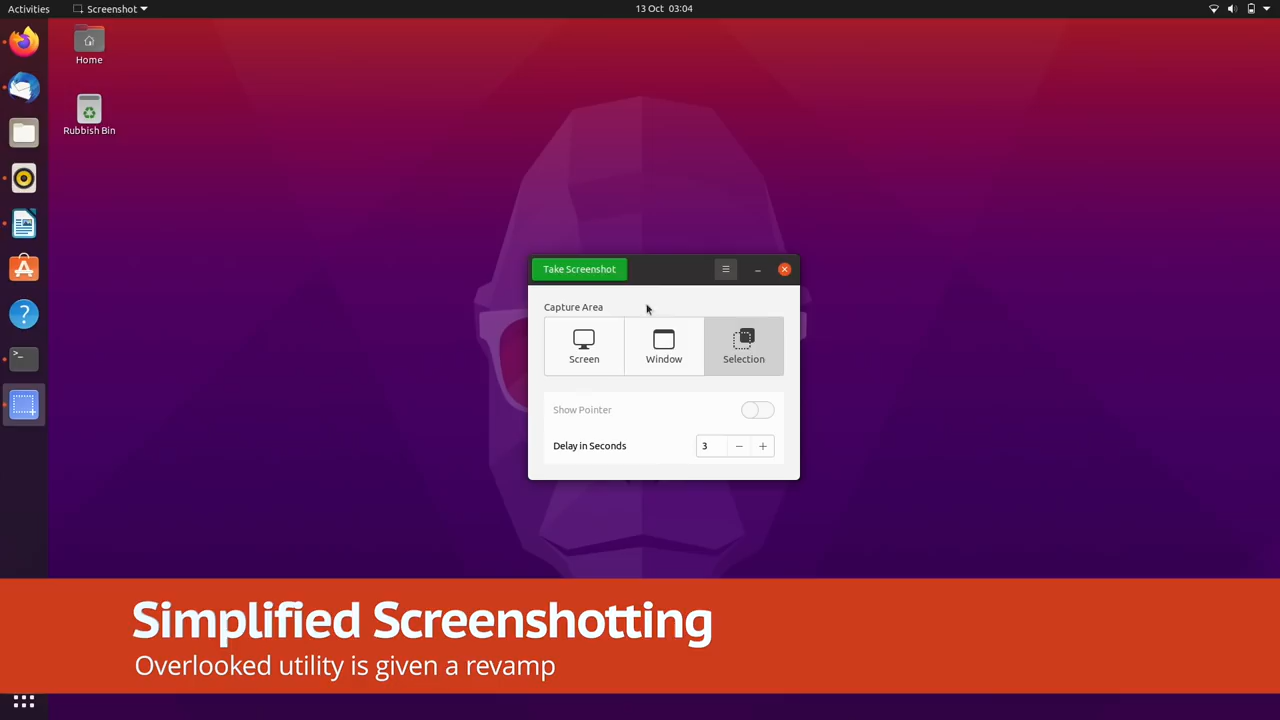 Activities
Screenshot
13 Oct 03:04
Home
Rubbish Bin
Take Screenshot
Capture Area
Screen
Window
Selection
Show Pointer
Delay in Seconds
3
Simplified Screenshotting
Overlooked utility is given a revamp